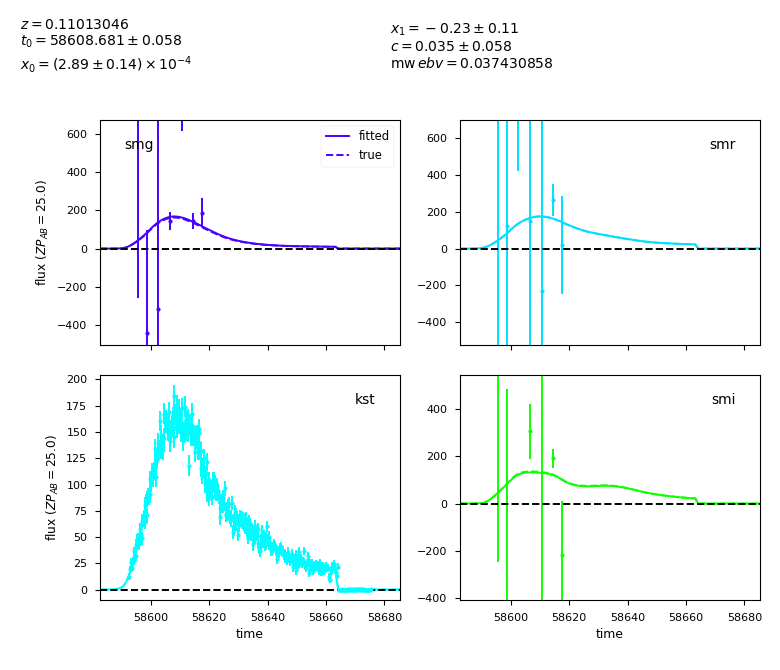 z = 0.11013046
t₀ = 58608.681 ± 0.058
x₀ = (2.89 ± 0.14) × 10⁻⁴
x₁ = −0.23 ± 0.11
c = 0.035 ± 0.058
mw ebv = 0.037430858
flux (ZP_AB = 25.0)
600
400
200
0
−200
−400
smg
fitted
true
600
400
200
0
−200
−400
smr
flux (ZP_AB = 25.0)
200
175
150
125
100
75
50
25
0
kst
58600
58620
58640
58660
58680
time
400
200
0
−200
−400
smi
58600
58620
58640
58660
58680
time